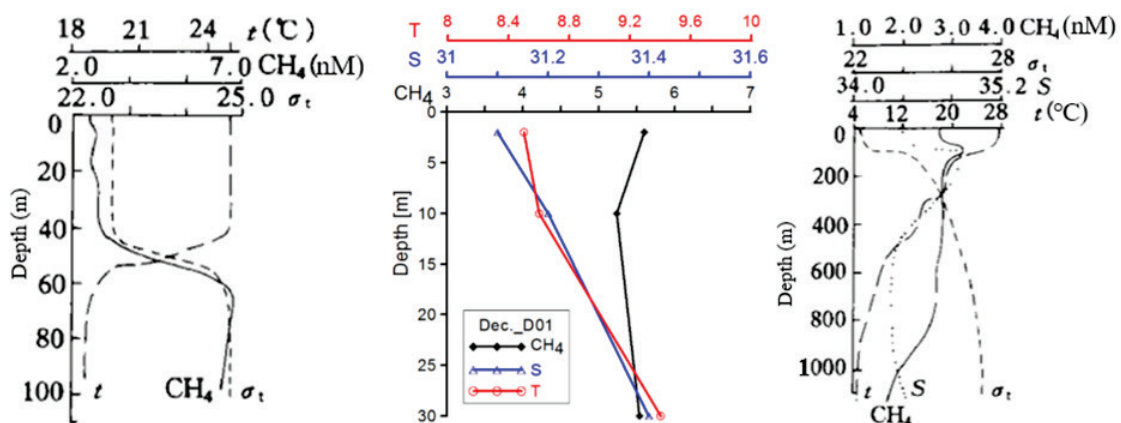 18 21 24 t(°C)
2.0 7.0 CH₄(nM)
22.0 25.0 σt
0
20
40
60
80
100
Depth (m)
t CH₄ σt
8 8.4 8.8 9.2 9.6 10
T
31 31.2 31.4 31.6
S
CH₄
3 4 5 6 7
0
5
10
15
20
25
30
Depth [m]
Dec._D01
CH₄
S
T
1.0 2.0 3.0 4.0 CH₄(nM)
22 28
σt
34.0 35.2 S
4 12 20 28 t(°C)
0
200
400
600
800
1000
Depth (m)
t S σt
CH₄